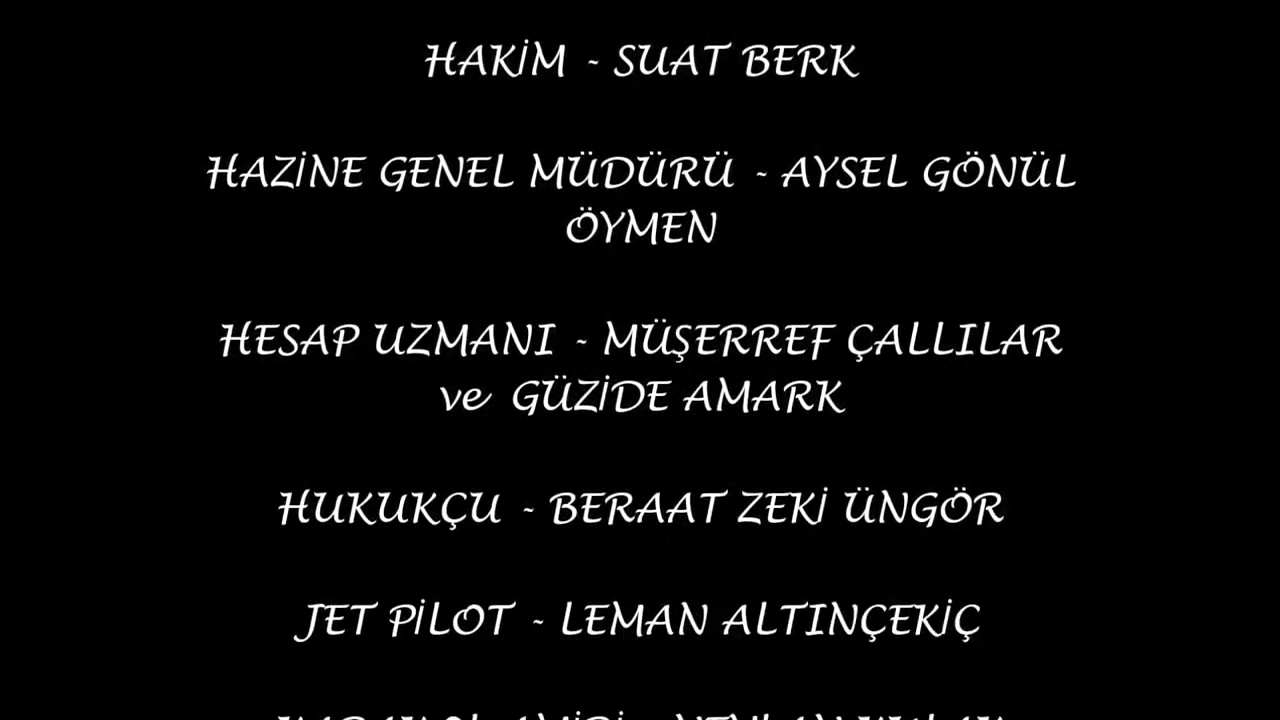 HAKİM - SUAT BERK
HAZİNE GENEL MÜDÜRÜ - AYSEL GÖNÜL
ÖYMEN
HESAP UZMANI - MÜŞERREF ÇALLILAR
ve GÜZİDE AMARK
HUKUKÇU - BERAAT ZEKİ ÜNGÖR
JET PİLOT - LEMAN ALTINÇEKİÇ